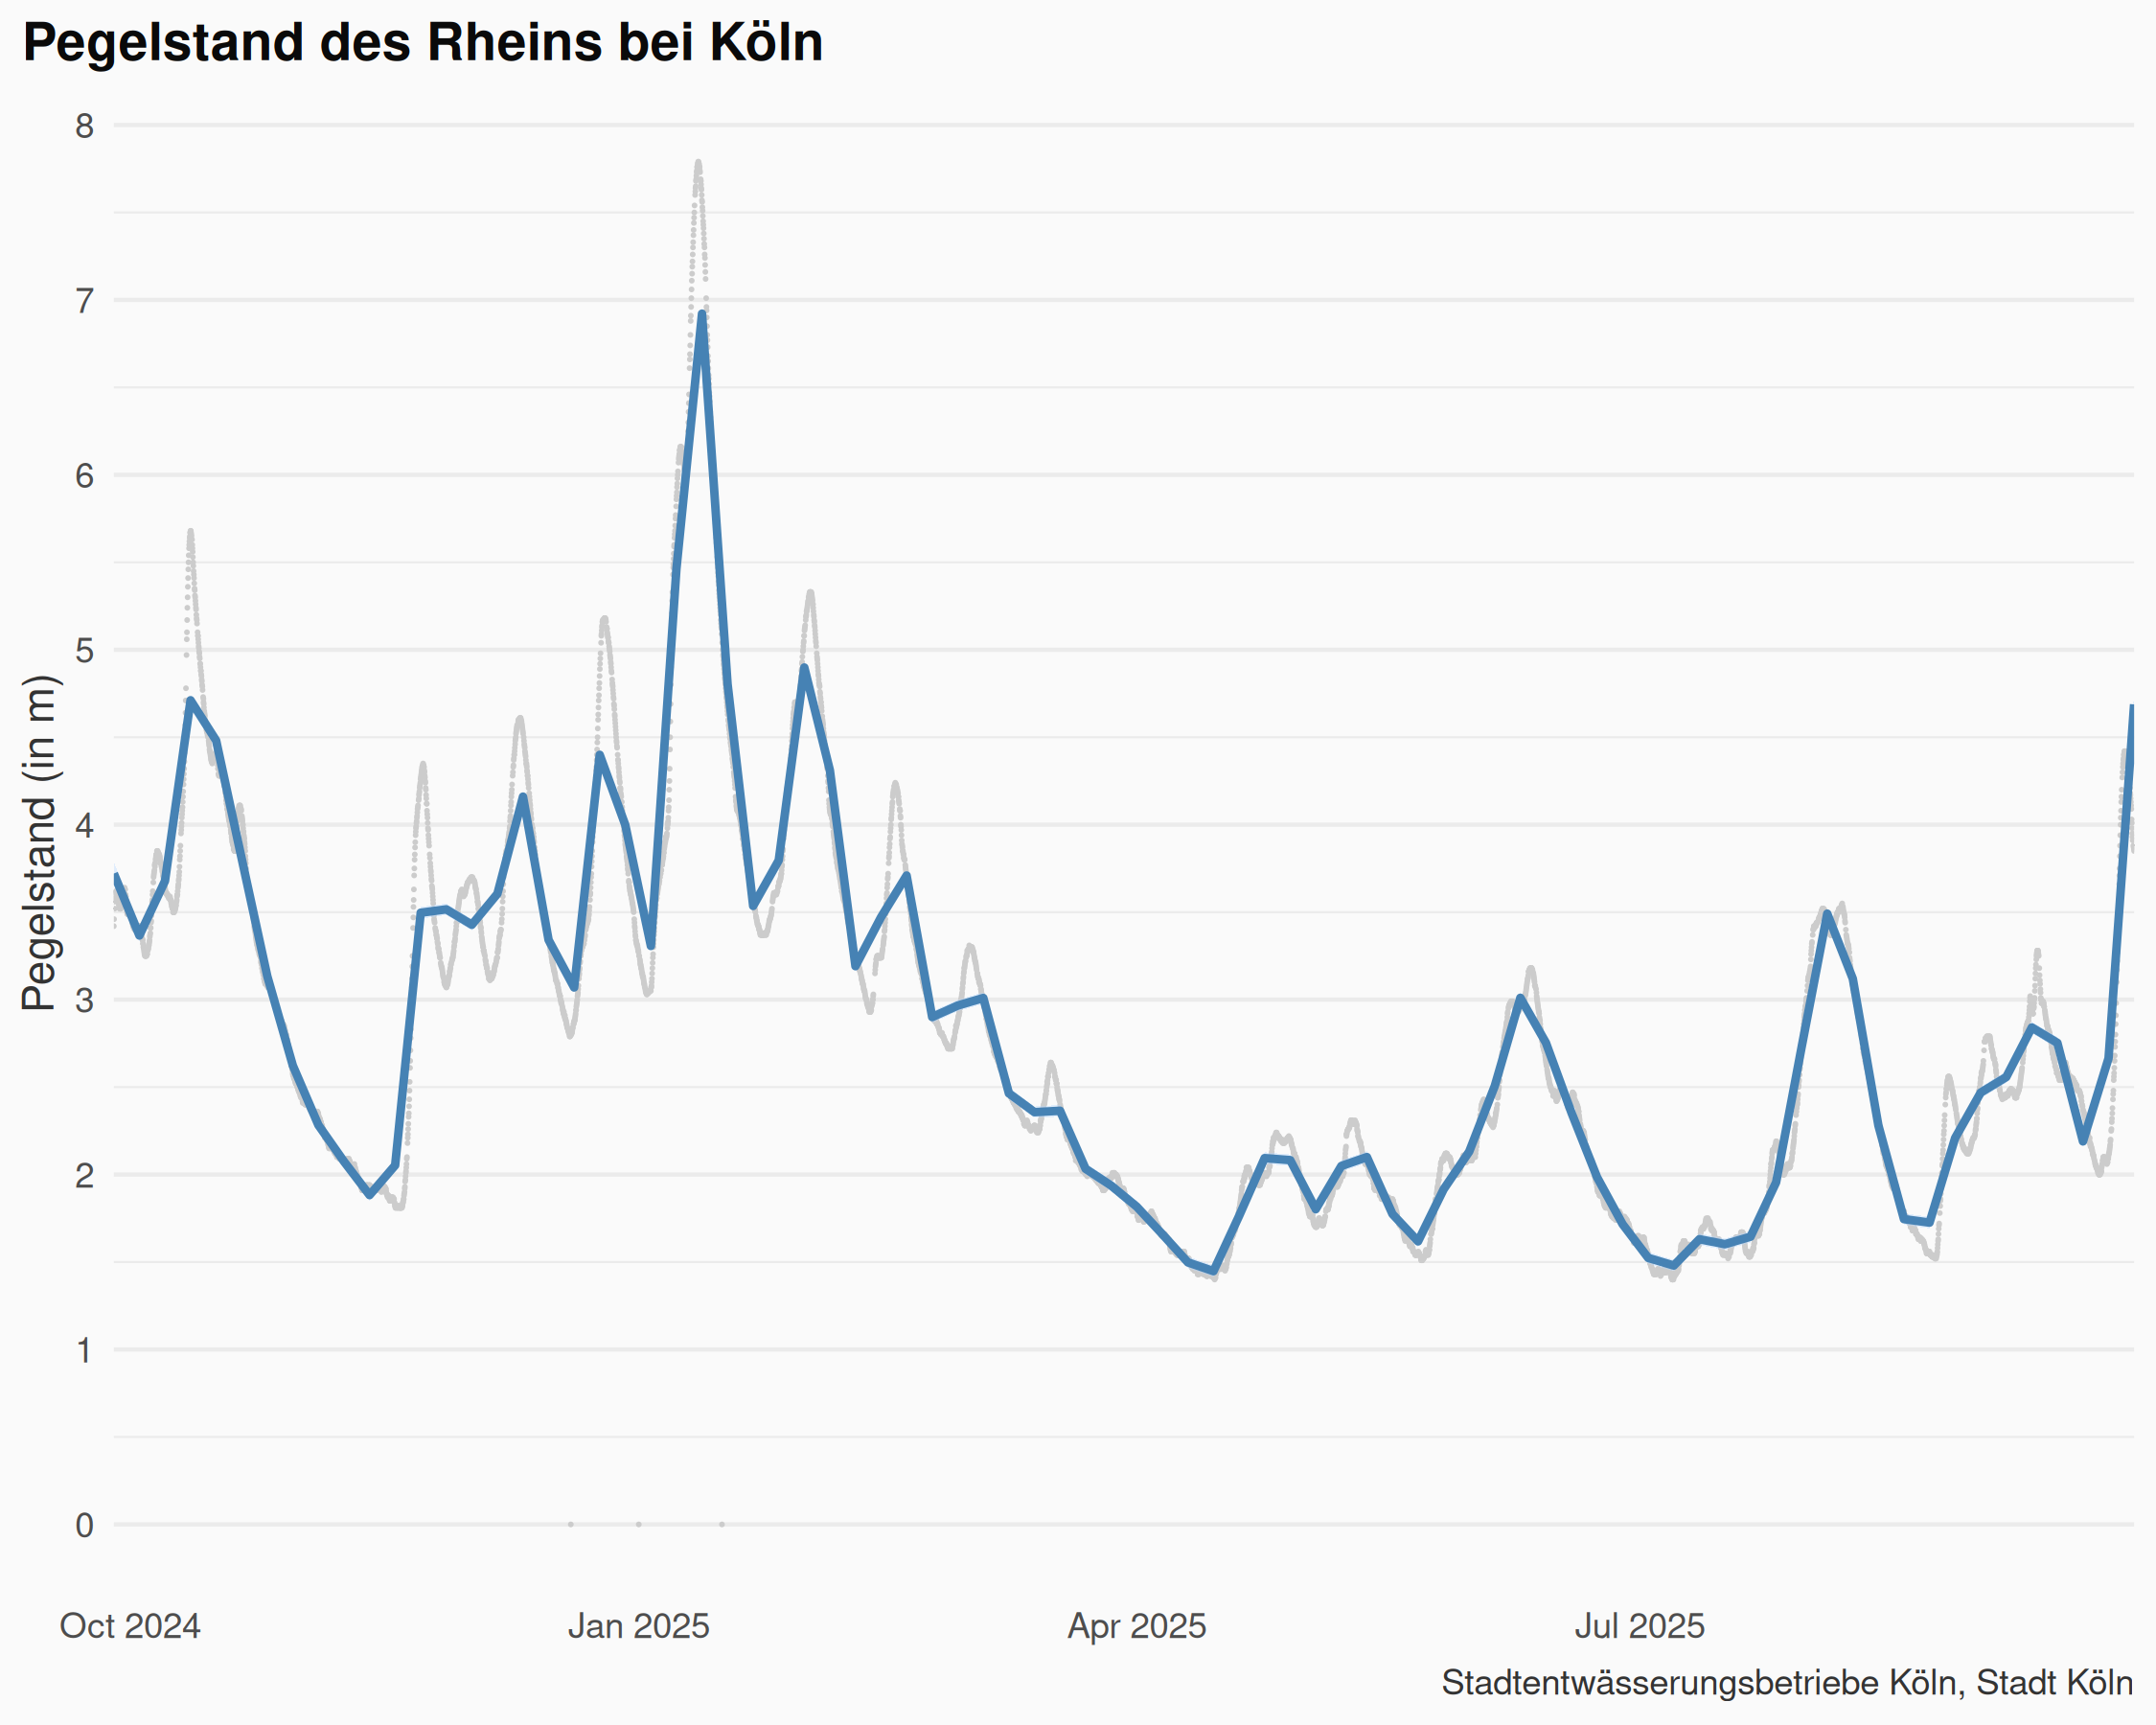 Pegelstand des Rheins bei Köln
8
7
6
5
4
3
2
1
0
Pegelstand (in m)
Oct 2024 Jan 2025 Apr 2025 Jul 2025
Stadtentwässerungsbetriebe Köln, Stadt Köln